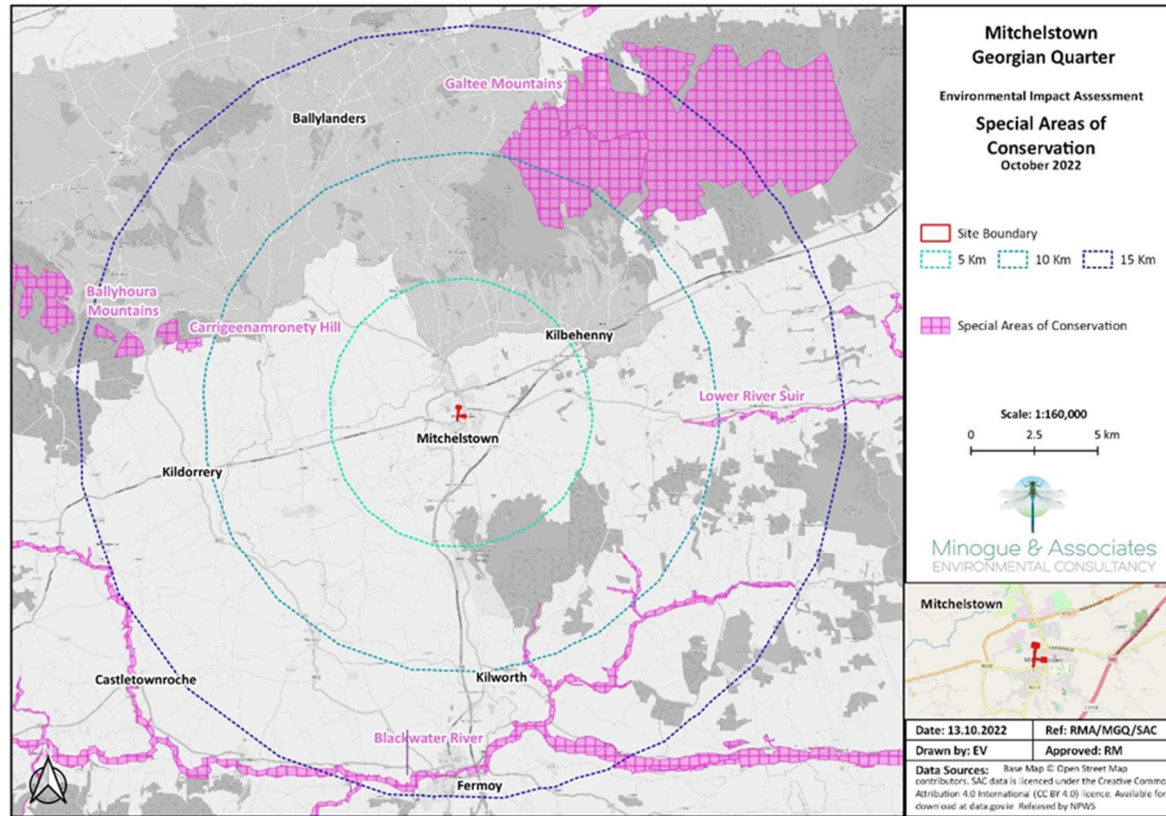 Galtee Mountains
Ballylanders
Ballyhoura
Mountains
Carrigeenamronety Hill
Kilbehenny
Lower River Suir
Mitchelstown
Kildorrery
Castletownroche
Kilworth
Blackwater River
Fermoy
Mitchelstown
Georgian Quarter
Environmental Impact Assessment
Special Areas of
Conservation
October 2022
Site Boundary
5 Km 10 Km 15 Km
Special Areas of Conservation
Scale: 1:160,000
0 2.5 5 km
Minogue & Associates
ENVIRONMENTAL CONSULTANCY
Mitchelstown
Date: 13.10.2022 Ref: RMA/MGQ/SAC
Drawn by: EV Approved: RM
Data Sources: Base Map © Open Street Map
contributors. SAC data is licenced under the Creative Commo
Attribution 4.0 International (CC BY 4.0) licence. Available for
download at data.gov.ie Released by NPWS